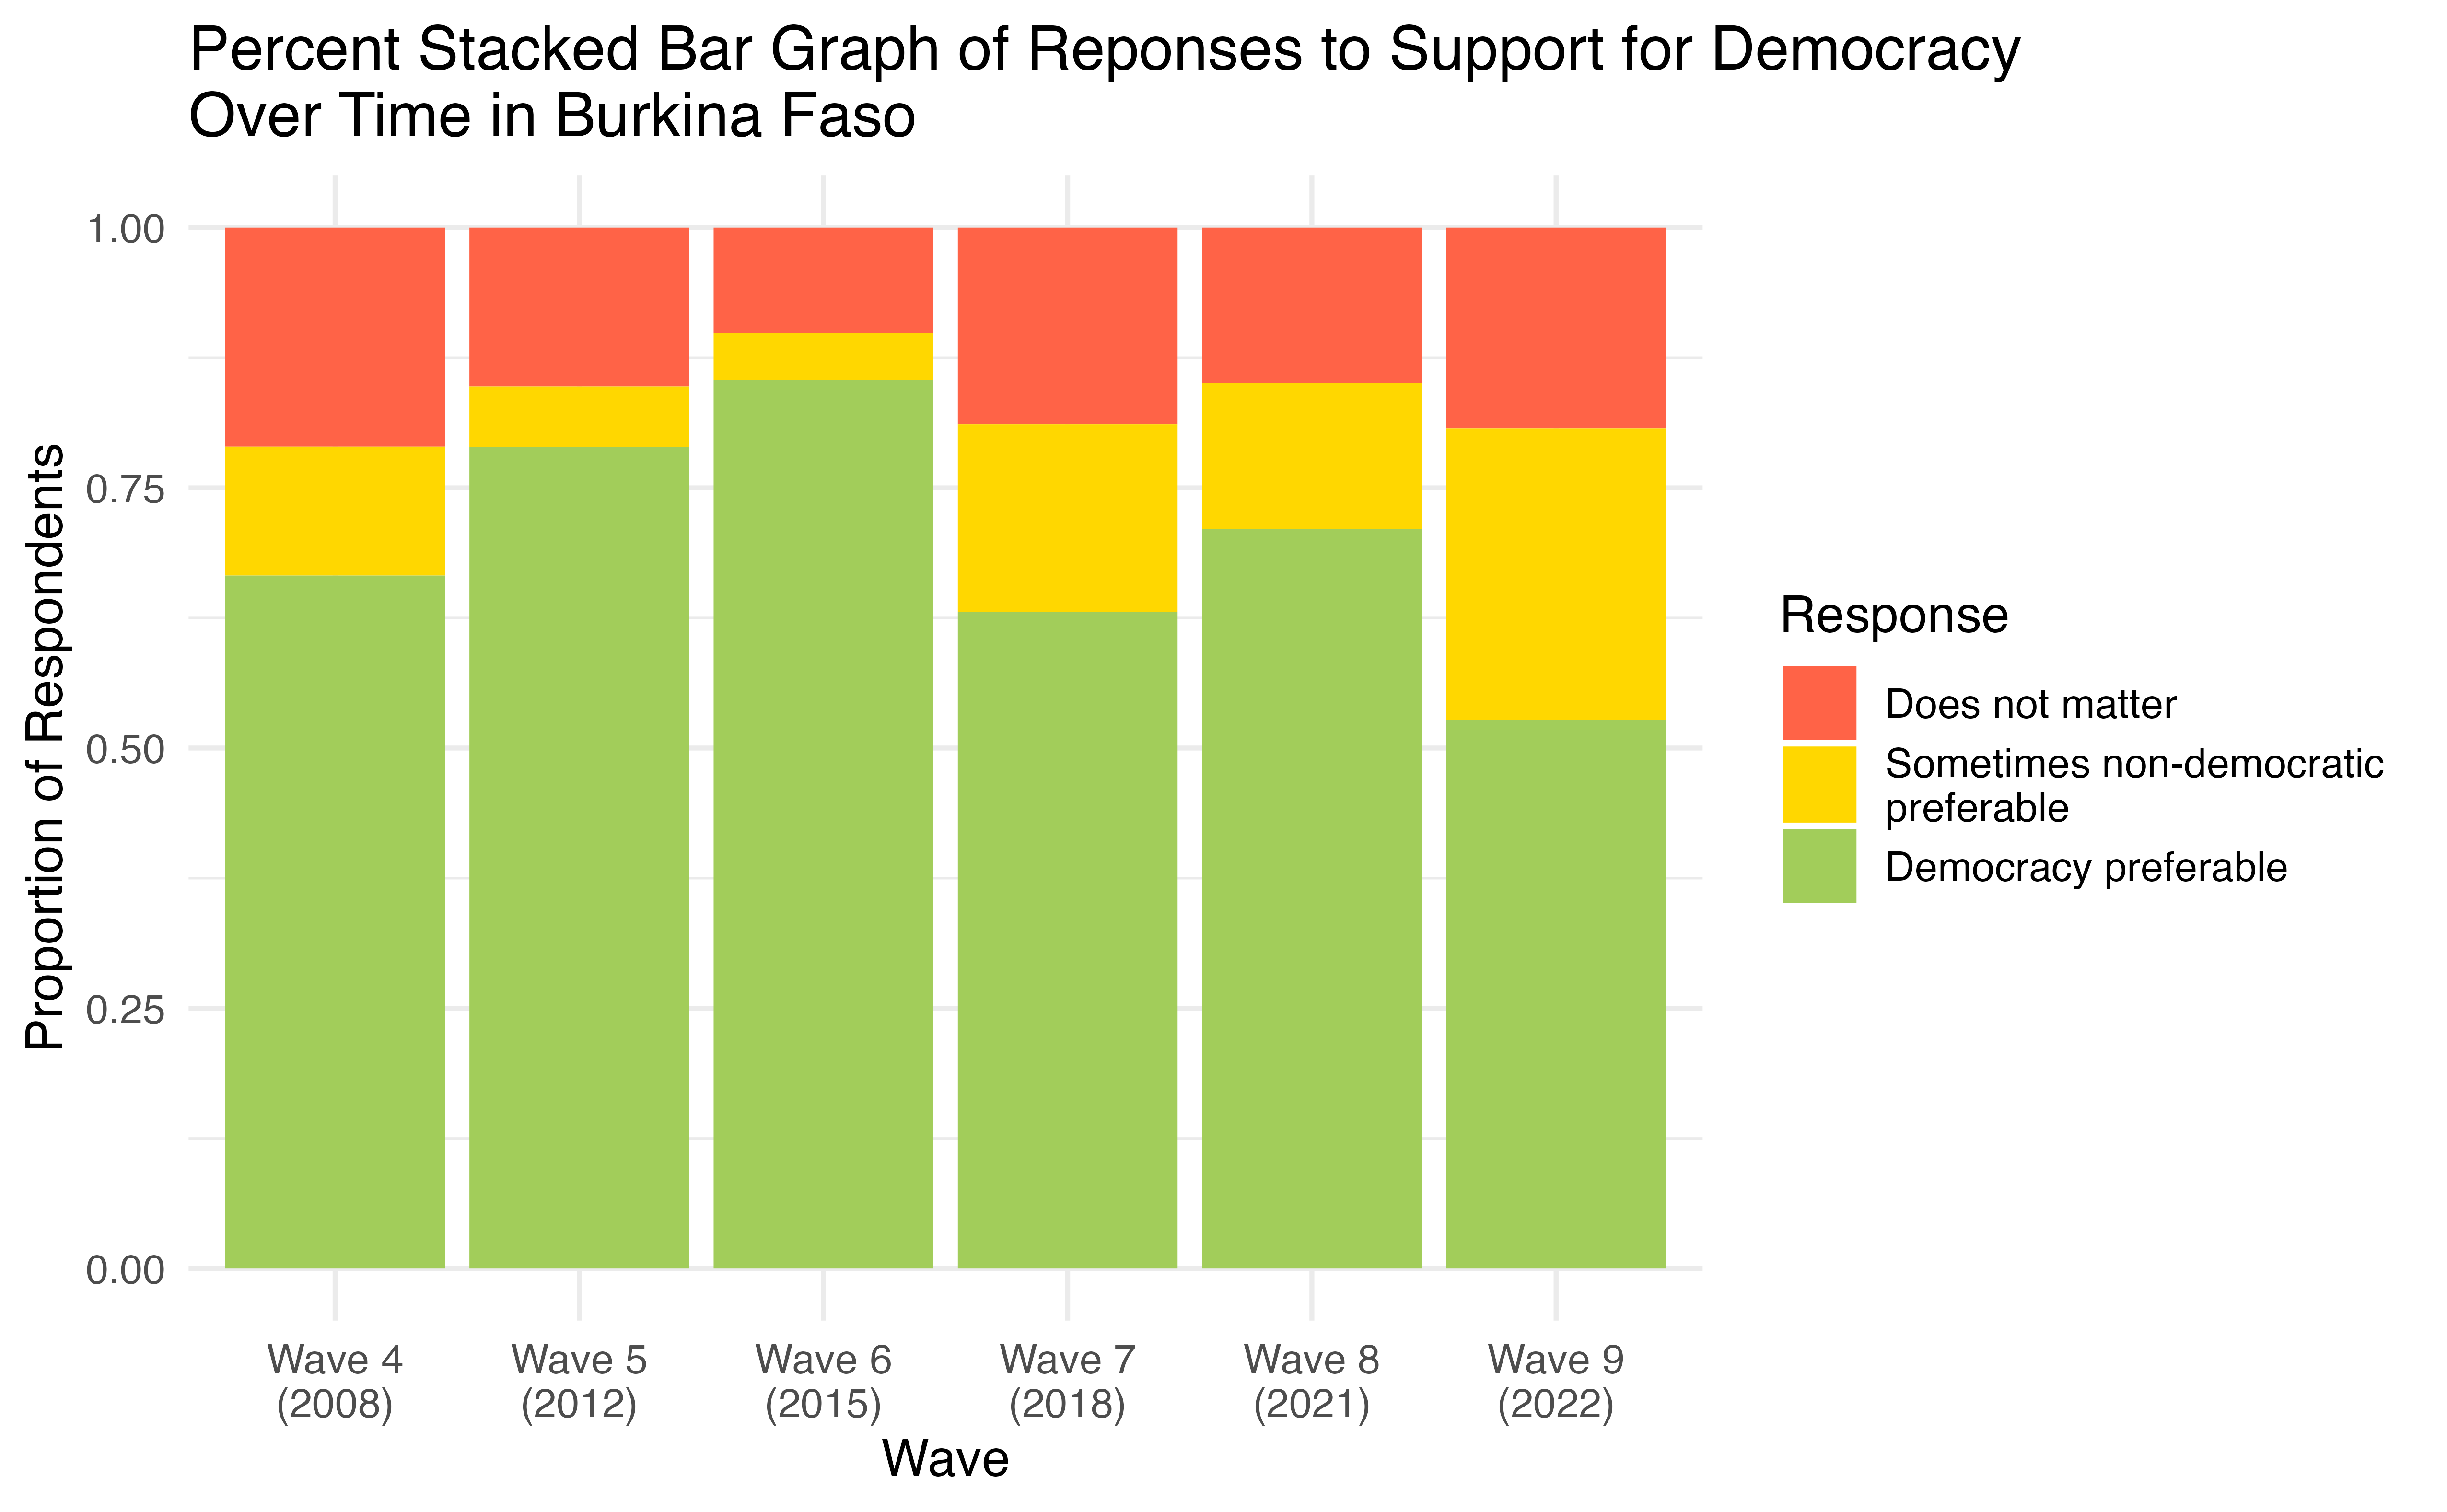 Percent Stacked Bar Graph of Reponses to Support for Democracy
Over Time in Burkina Faso
1.00
0.75
0.50
0.25
0.00
Proportion of Respondents
Wave 4
(2008)
Wave 5
(2012)
Wave 6
(2015)
Wave 7
(2018)
Wave 8
(2021)
Wave 9
(2022)
Wave
Response
Does not matter
Sometimes non-democratic
preferable
Democracy preferable